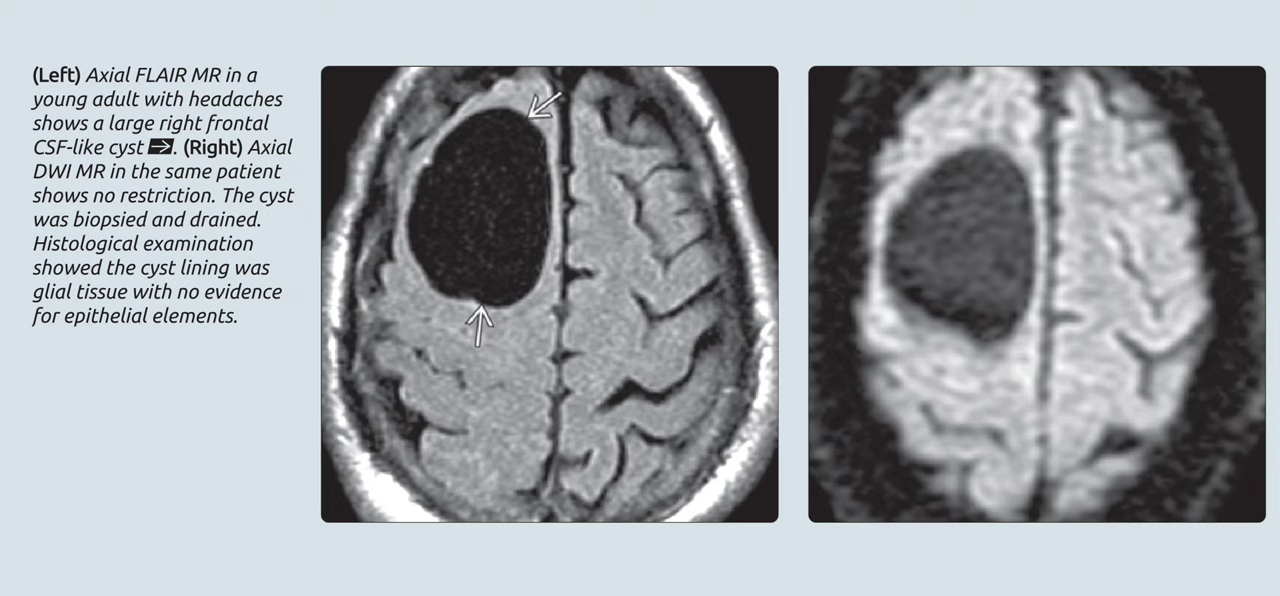 (Left) Axial FLAIR MR in a
young adult with headaches
shows a large right frontal
CSF-like cyst ➡. (Right) Axial
DWI MR in the same patient
shows no restriction. The cyst
was biopsied and drained.
Histological examination
showed the cyst lining was
glial tissue with no evidence
for epithelial elements.